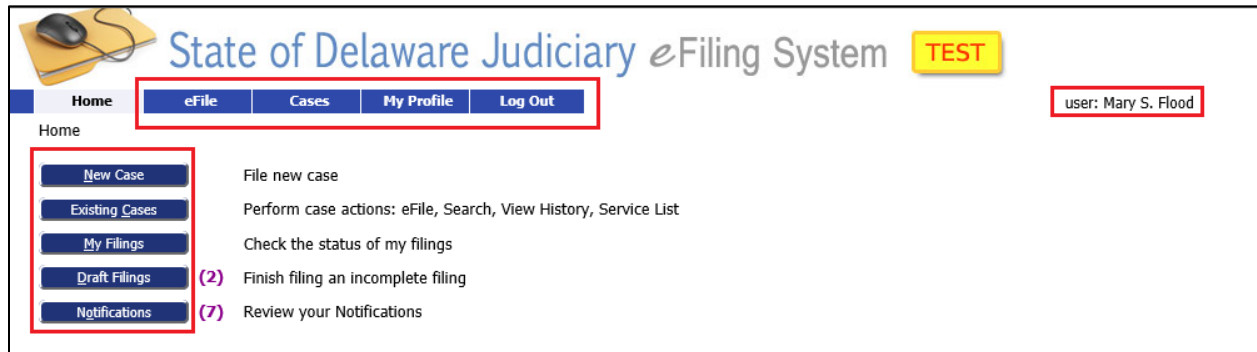 State of Delaware Judiciary eFiling System TEST
Home eFile Cases My Profile Log Out user: Mary S. Flood
Home
New Case File new case
Existing Cases Perform case actions: eFile, Search, View History, Service List
My Filings Check the status of my filings
Draft Filings (2) Finish filing an incomplete filing
Notifications (7) Review your Notifications